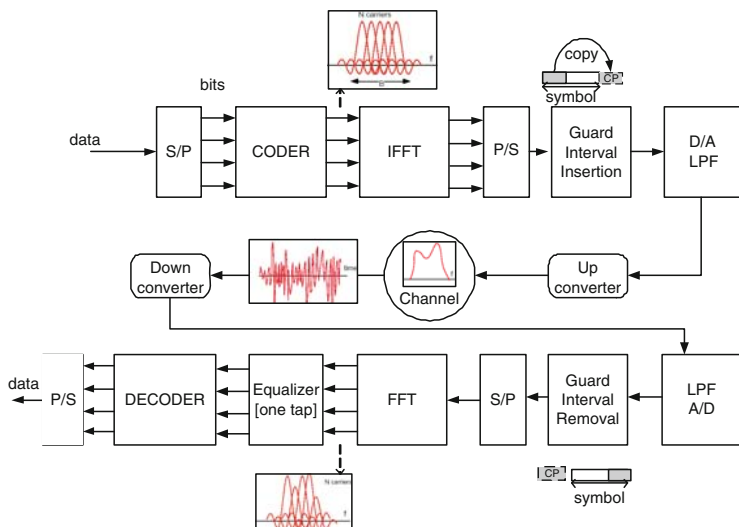 N carriers
f
B
copy
CP
symbol
bits
data
S/P
CODER
IFFT
P/S
Guard
Interval
Insertion
D/A
LPF
Down
converter
time
f
Channel
Up
converter
data
P/S
DECODER
Equalizer
[one tap]
FFT
S/P
Guard
Interval
Removal
LPF
A/D
N carriers
f
CP
symbol